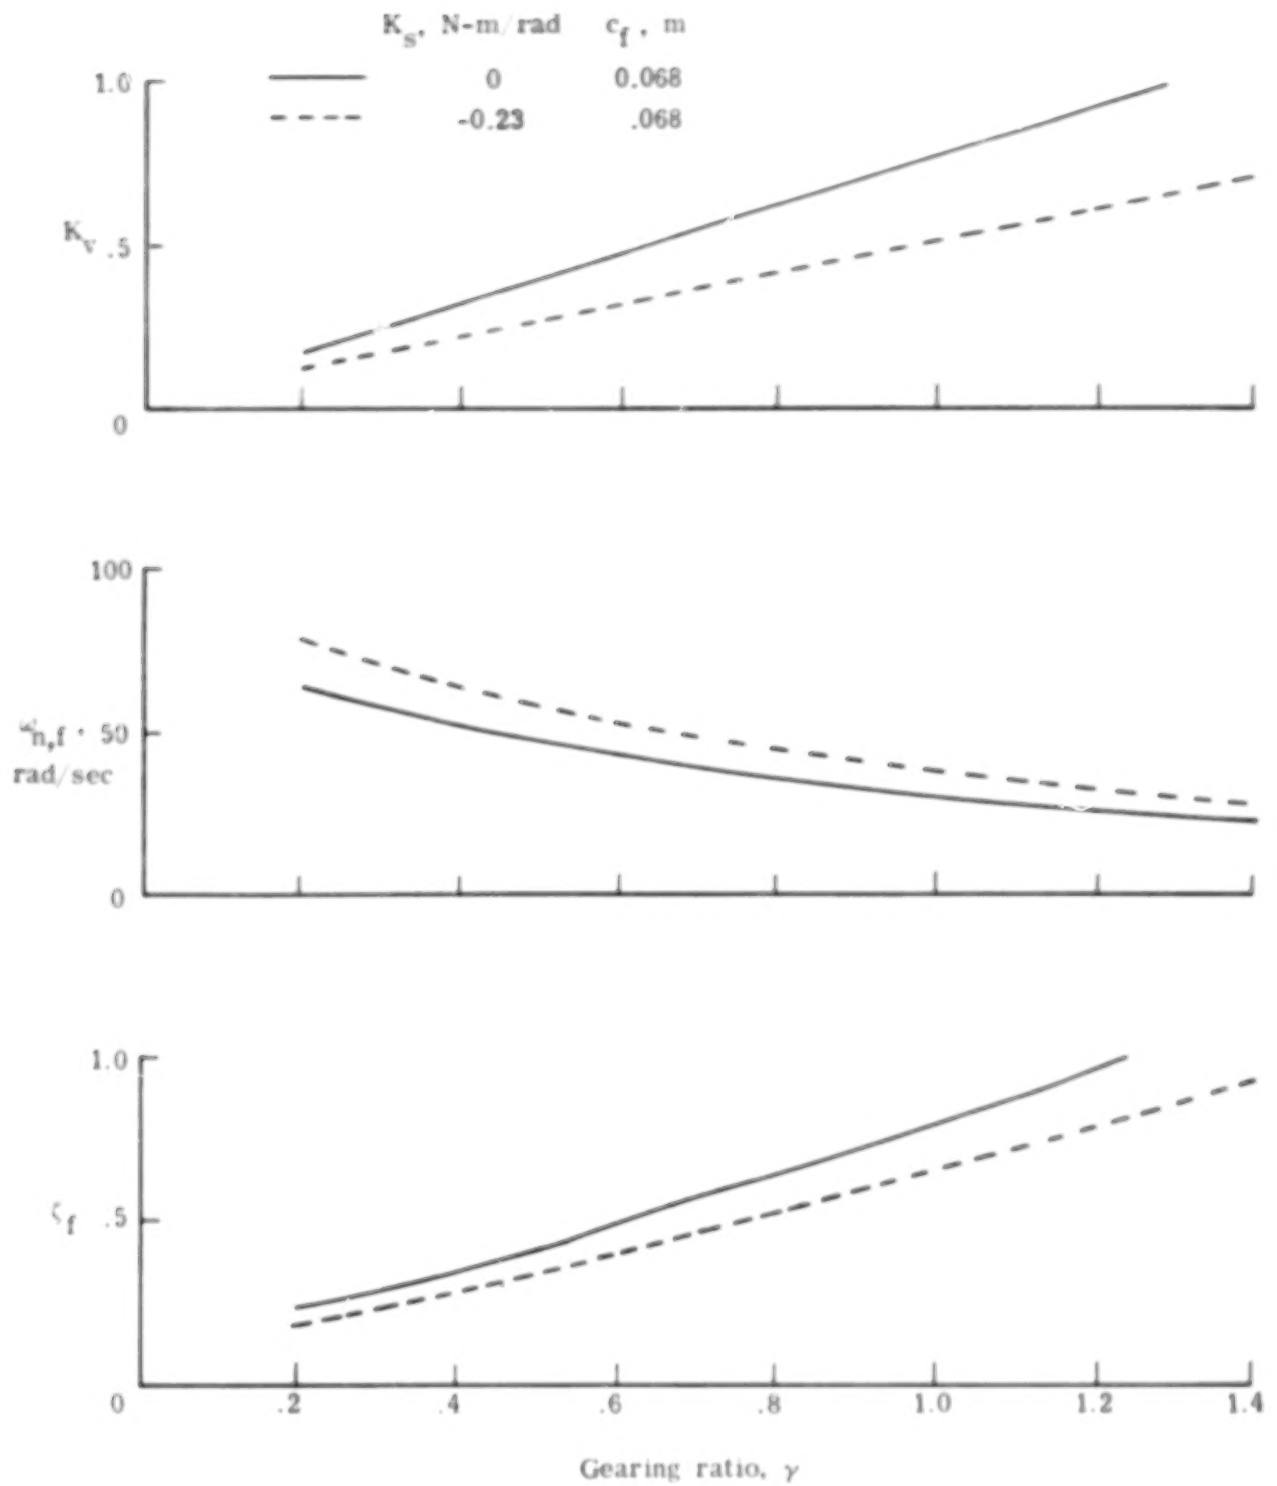 K_s, N-m/rad c_f, m
0 0.068
-0.23 .068
1.0
K_v .5
0
100
ω_n,f, 50
rad/sec
0
1.0
ζ_f .5
0 .2 .4 .6 .8 1.0 1.2 1.4
Gearing ratio, γ